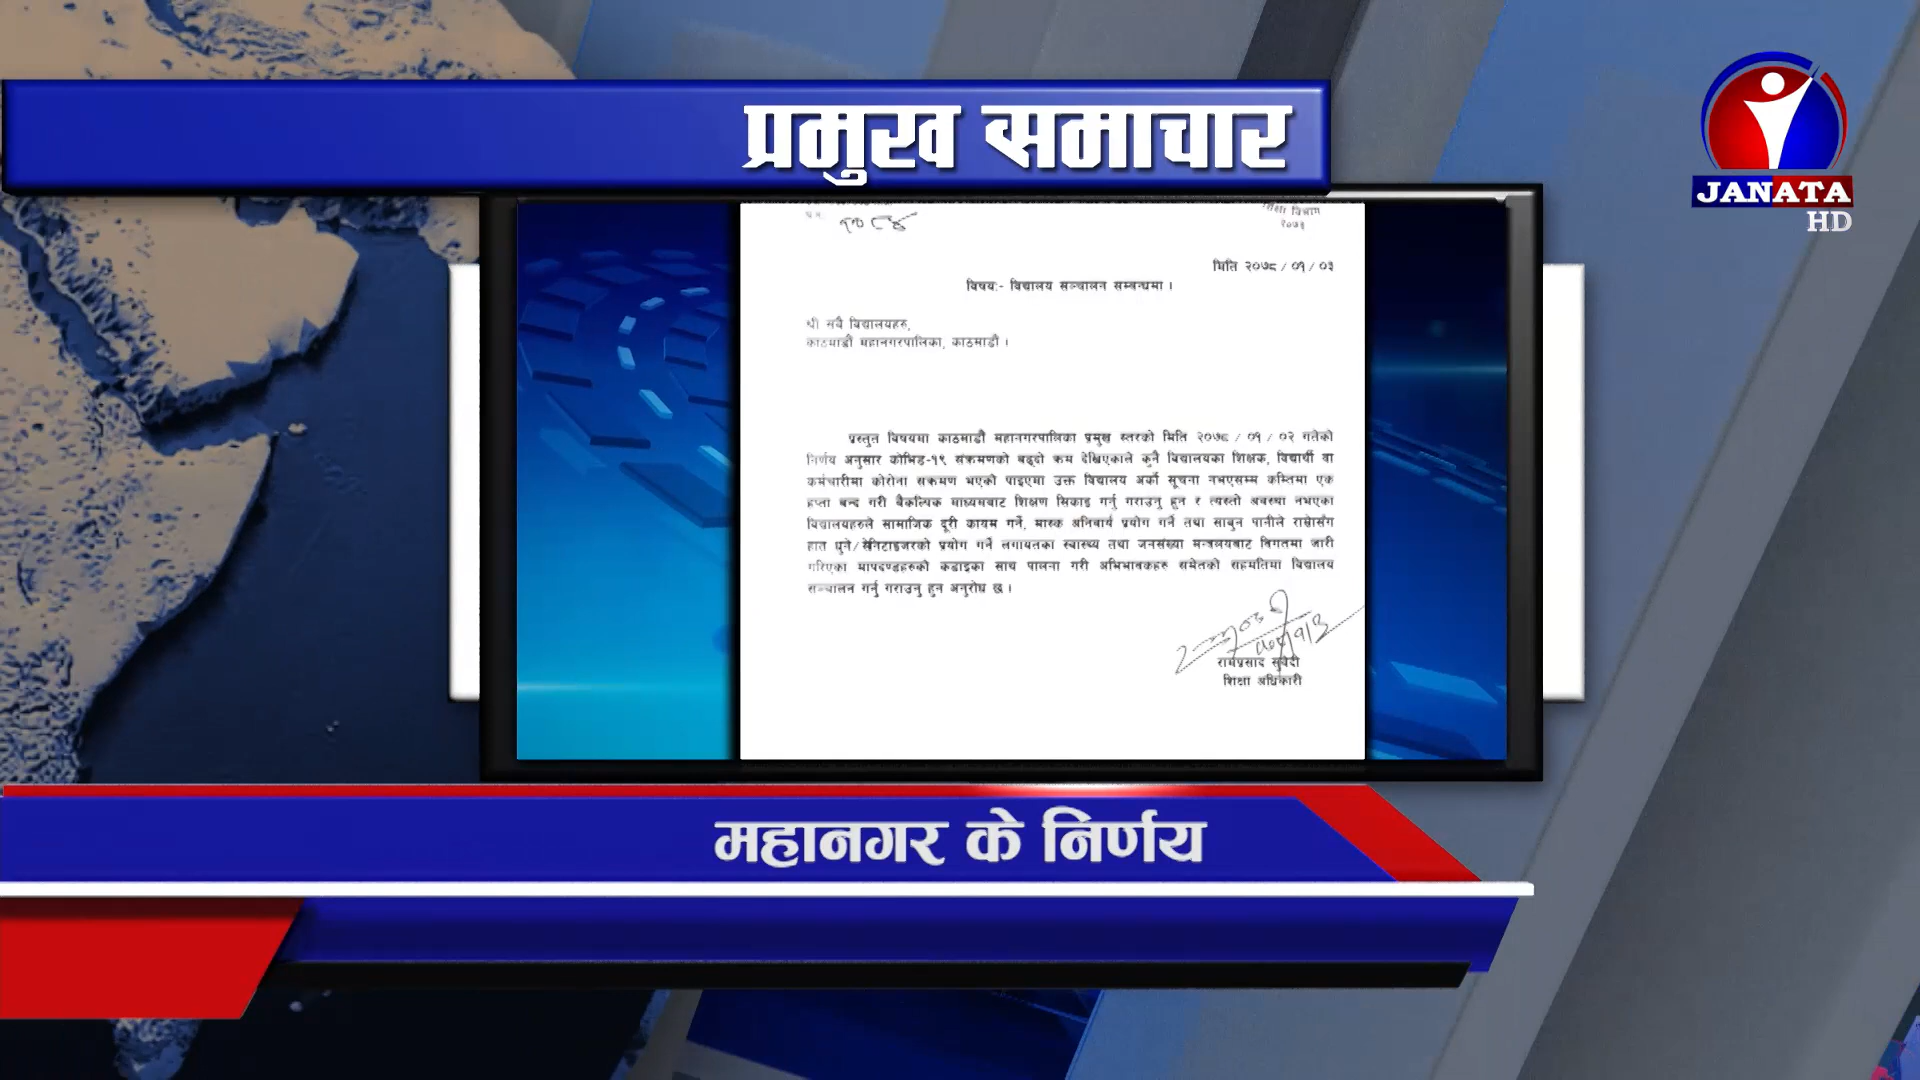 प्रमुख समाचार
JANATA
HD
१०८४
शिक्षा विभाग
२०७३
मिति २०७८/०१/०३
विषय:- विद्यालय सञ्चालन सम्बन्धमा ।
श्री सबै विद्यालयहरु,
काठमाडौं महानगरपालिका, काठमाडौं ।
प्रस्तुत विषयमा काठमाडौं महानगरपालिका प्रमुख स्तरको मिति २०७८/०१/०२ गतेको
निर्णय अनुसार कोभिड-१९ संक्रमणको बढ्दो क्रम देखिएकाले कुनै विद्यालयका शिक्षक, विद्यार्थी वा
कर्मचारीमा कोरोना संक्रमण भएको पाइएमा उक्त विद्यालय अर्को सूचना नभएसम्म कम्तिमा एक
हप्ता बन्द गरी वैकल्पिक माध्यमबाट शिक्षण सिकाइ गर्नु गराउनु हुन र त्यस्तो अवस्था नभएका
विद्यालयहरुले सामाजिक दूरी कायम गर्ने, मास्क अनिवार्य प्रयोग गर्ने तथा साबुन पानीले राम्रोसँग
हात धुने/सेनिटाइजरको प्रयोग गर्ने लगायतका स्वास्थ्य तथा जनसंख्या मन्त्रालयबाट विगतमा जारी
गरिएका मापदण्डहरुको कडाइका साथ पालना गरी अभिभावकहरु समेतको सहमतिमा विद्यालय
सञ्चालन गर्नु गराउनु हुन अनुरोध छ ।
रामप्रसाद सुवेदी
शिक्षा अधिकारी
महानगर के निर्णय